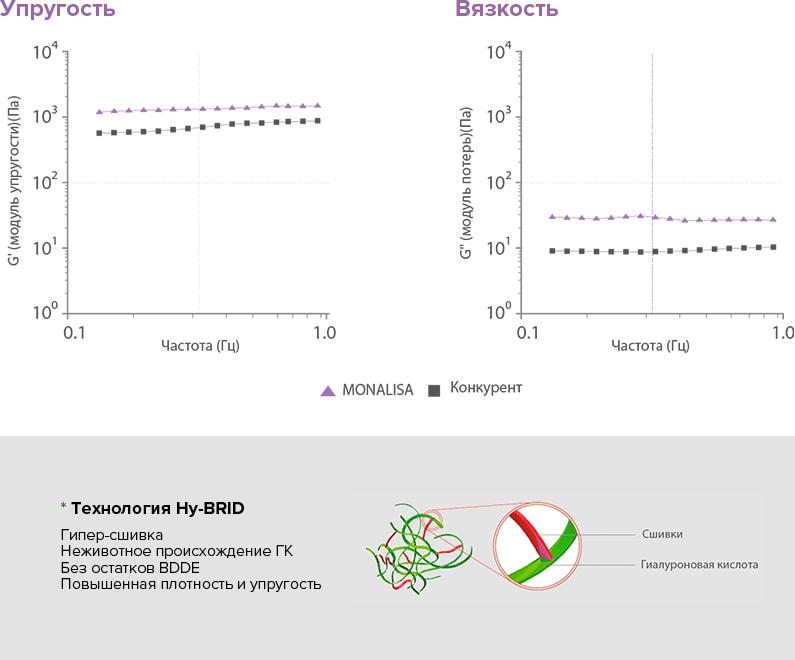 Упругость
Вязкость
10⁴
10³
10²
10¹
10⁰
G' (модуль упругости)(Па)
0.1
1.0
Частота (Гц)
10⁴
10³
10²
10¹
10⁰
G" (модуль потерь)(Па)
0.1
1.0
Частота (Гц)
MONALISA
Конкурент
* Технология Hy-BRID
Гипер-сшивка
Неживотное происхождение ГК
Без остатков BDDE
Повышенная плотность и упругость
Сшивки
Гиалуроновая кислота